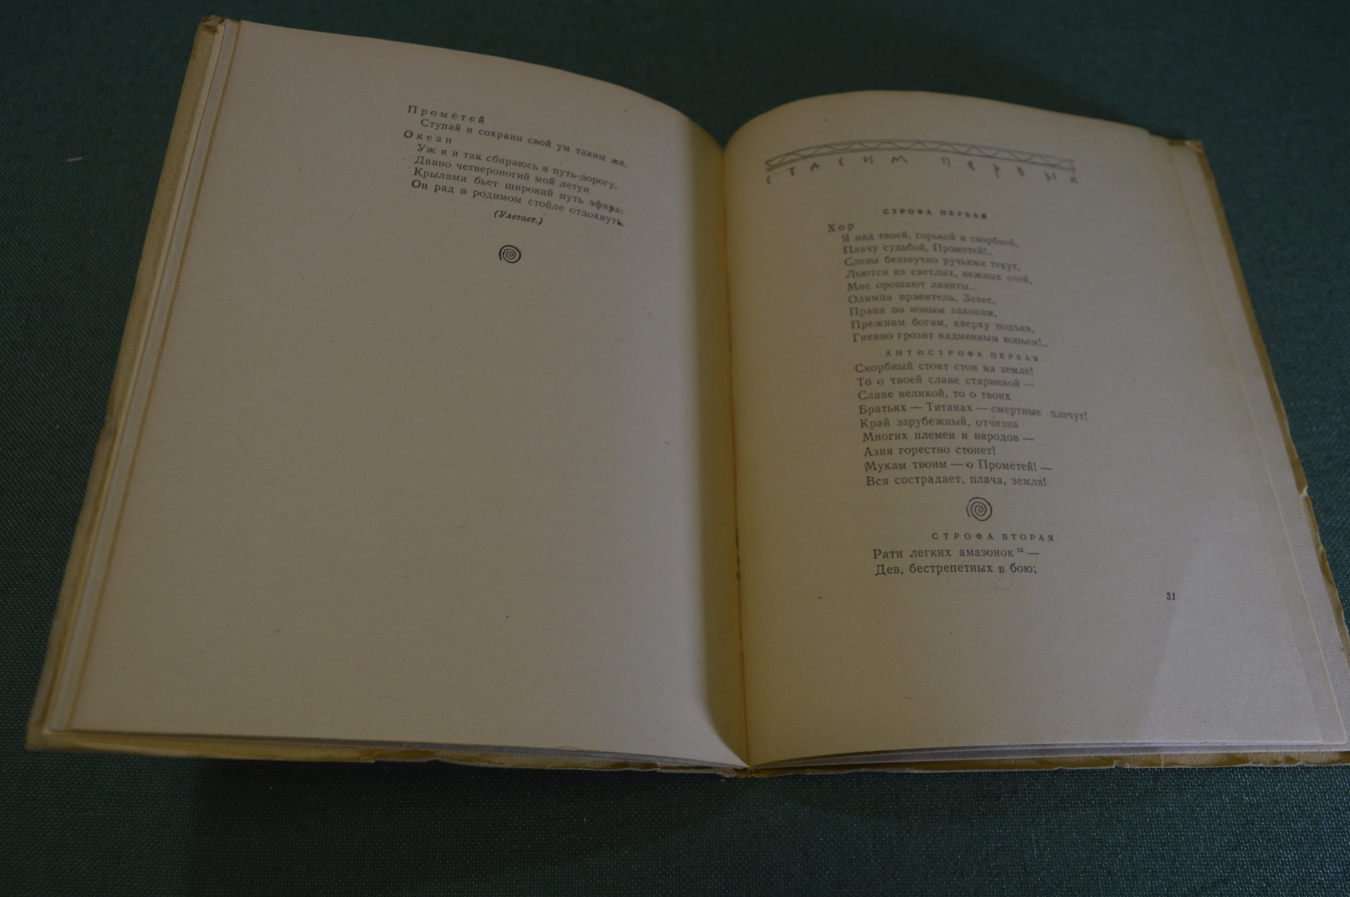 Прометей
Ступай и сохрани свой ум таким же.
Океан
Уж я и так сбираюсь в путь-дорогу.
Давно четвероногий мой летун
Крылами бьет широкий путь эфира:
Он рад в родимом стойле отдохнуть.
(Улетает.)
СТАСИМ ПЕРВЫЙ
СТРОФА ПЕРВАЯ
Хор
Я над твоей, горькой и скорбной,
Плачу судьбой, Прометей!..
Слезы беззвучно ручьями текут,
Льются из светлых, нежных очей,
Мне орошают ланиты...
Олимпа правитель, Зевес,
Правя по новым законам,
Прежним богам, кверху подъяв,
Гневно грозит надменным копьем!..
АНТИСТРОФА ПЕРВАЯ
Скорбный стоит стон на земле!
То о твоей славе старинной —
Славе великой, то о твоих
Братьях — Титанах — смертные плачут!
Край зарубежный, отчизна
Многих племен и народов —
Азия горестно стонет!
Мукам твоим — о Прометей! —
Вся сострадает, плача, земля!
СТРОФА ВТОРАЯ
Рати легких амазонок —
Дев, бестрепетных в бою;
31